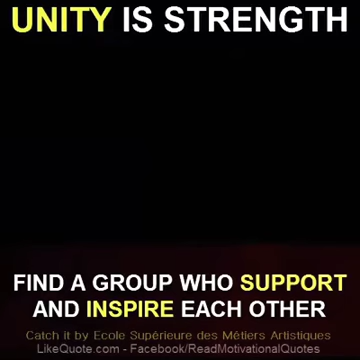 UNITY IS STRENGTH
FIND A GROUP WHO SUPPORT
AND INSPIRE EACH OTHER
Catch it by Ecole Supérieure des Métiers Artistiques
LikeQuote.com - Facebook/ReadMotivationalQuotes